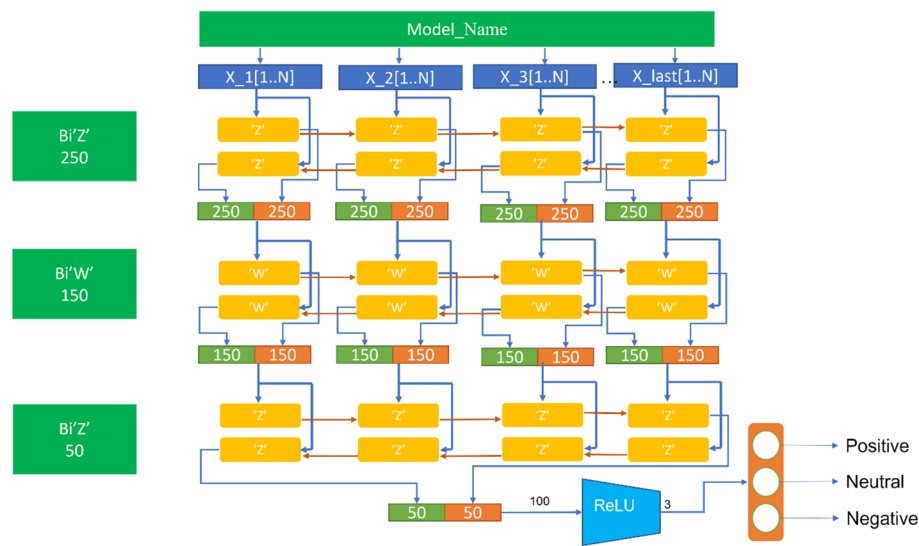 Model_Name
X_1[1..N] X_2[1..N] X_3[1..N] ... X_last[1..N]
Bi'Z'
250
'Z' 'Z' 'Z' 'Z'
'Z' 'Z' 'Z' 'Z'
250 250 250 250 250 250 250 250
Bi'W'
150
'W' 'W' 'W' 'W'
'W' 'W' 'W' 'W'
150 150 150 150 150 150 150 150
Bi'Z'
50
'Z' 'Z' 'Z' 'Z'
'Z' 'Z' 'Z' 'Z'
50 50
100
ReLU
3
Positive
Neutral
Negative